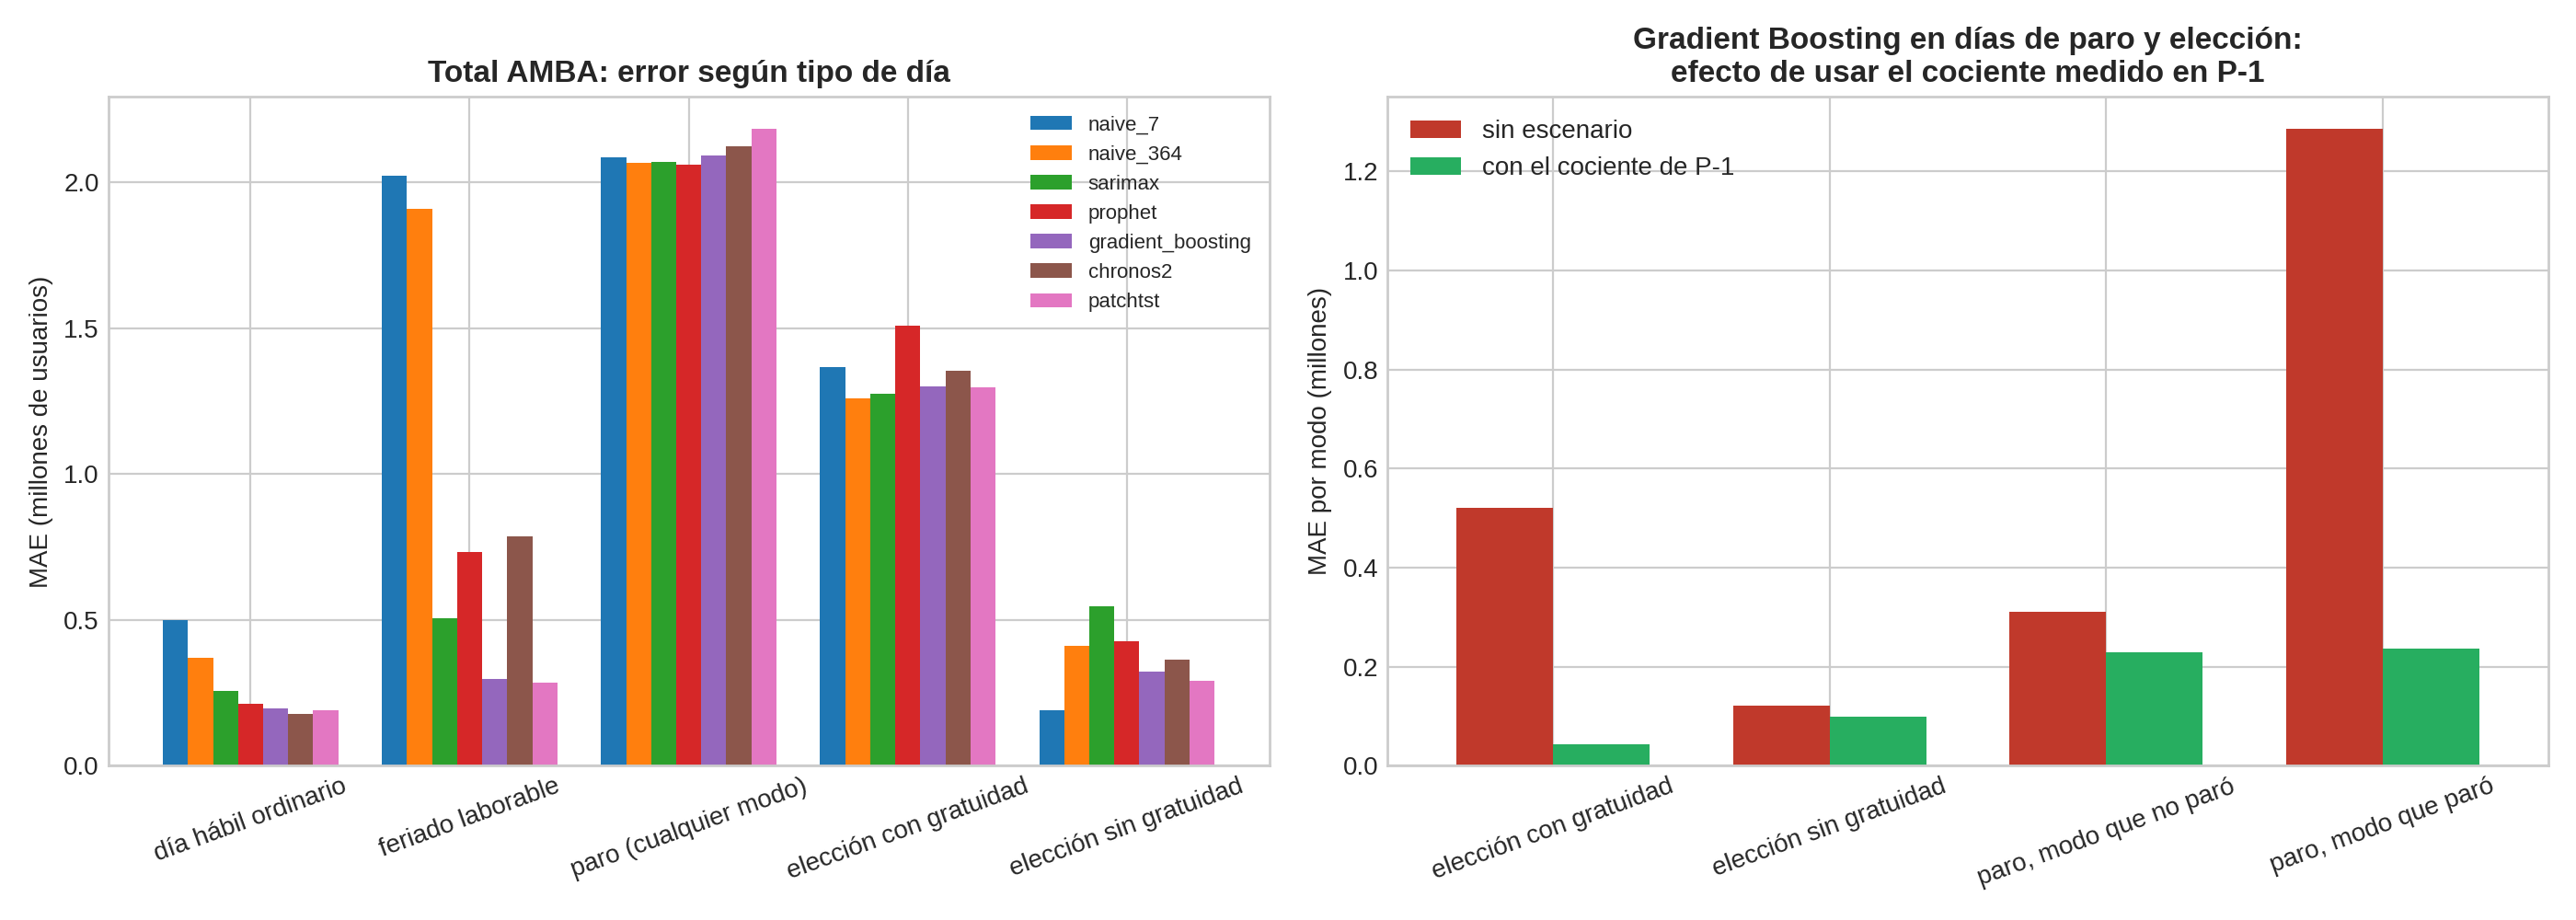 Total AMBA: error según tipo de día
MAE (millones de usuarios)
2.0
1.5
1.0
0.5
0.0
naive_7
naive_364
sarimax
prophet
gradient_boosting
chronos2
patchtst
día hábil ordinario
feriado laborable
paro (cualquier modo)
elección con gratuidad
elección sin gratuidad
Gradient Boosting en días de paro y elección:
efecto de usar el cociente medido en P-1
MAE por modo (millones)
1.2
1.0
0.8
0.6
0.4
0.2
0.0
sin escenario
con el cociente de P-1
elección con gratuidad
elección sin gratuidad
paro, modo que no paró
paro, modo que paró